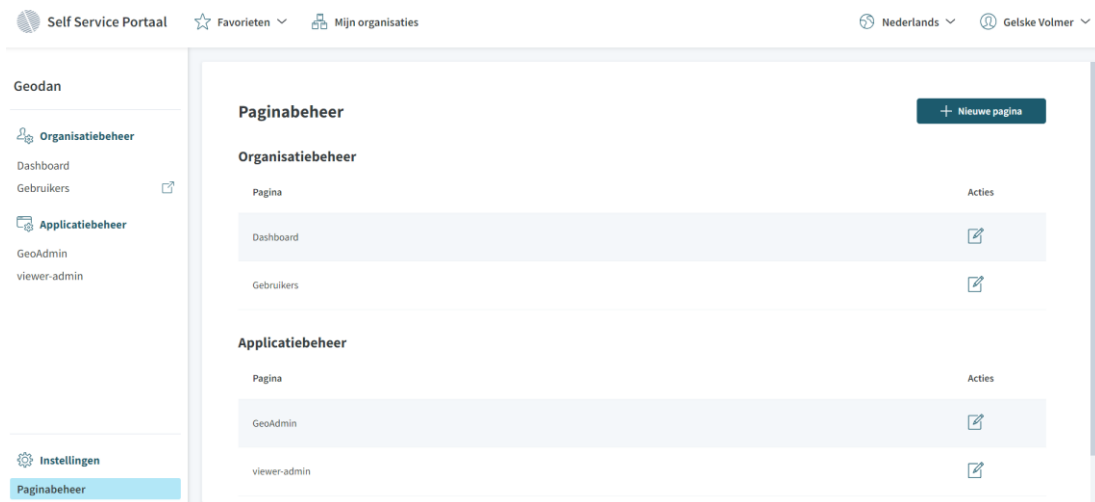 Self Service Portaal
Favorieten
Mijn organisaties
Nederlands
Gelske Volmer
Geodan
Organisatiebeheer
Dashboard
Gebruikers
Applicatiebeheer
GeoAdmin
viewer-admin
Instellingen
Paginabeheer
Paginabeheer
Nieuwe pagina
Organisatiebeheer
Pagina Acties
Dashboard
Gebruikers
Applicatiebeheer
Pagina Acties
GeoAdmin
viewer-admin